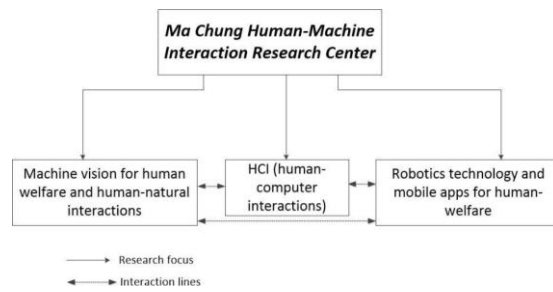 Ma Chung Human-Machine
Interaction Research Center
Machine vision for human
welfare and human-natural
interactions
HCI (human-
computer
interactions)
Robotics technology and
mobile apps for human-
welfare
Research focus
Interaction lines